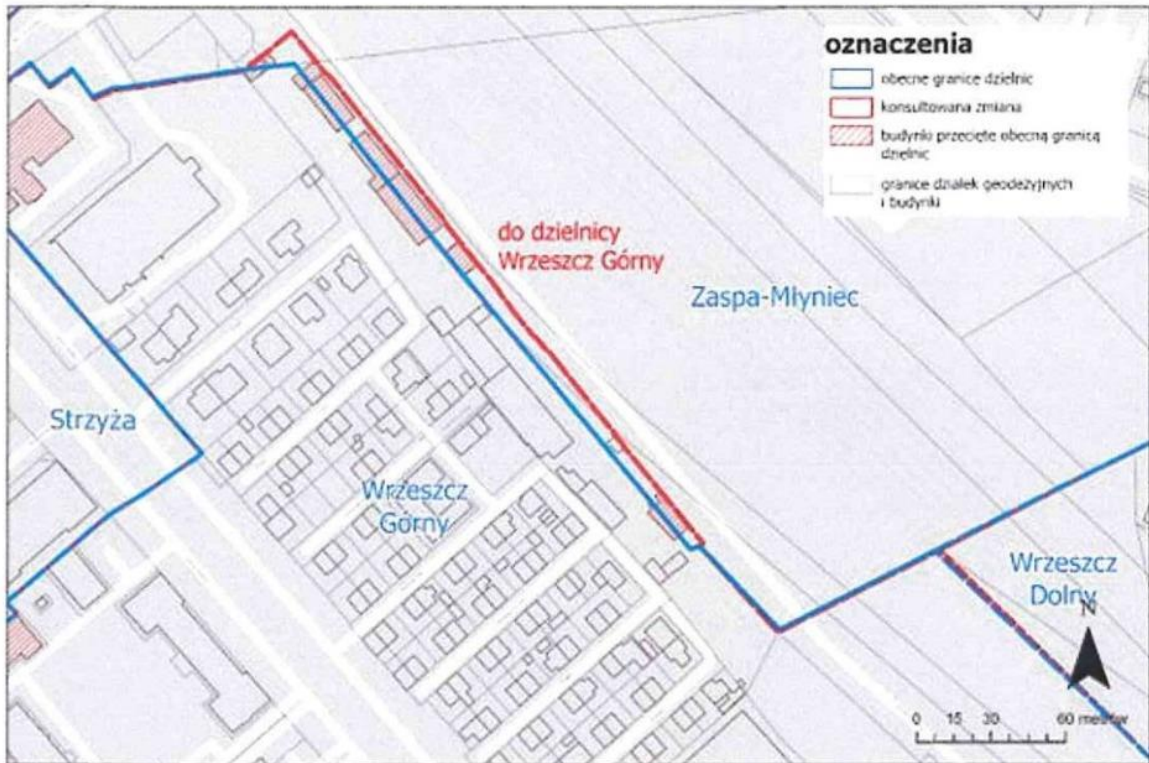 oznaczenia
obecne granice dzielnic
konsultowana zmiana
budynki przecięte obecną granicą
dzielnic
granice działek geodezyjnych
i budynki
do dzielnicy
Wrzeszcz Górny
Zaspa-Młyniec
Strzyża
Wrzeszcz
Górny
Wrzeszcz
Dolny
N
0 15 30 60 metrów